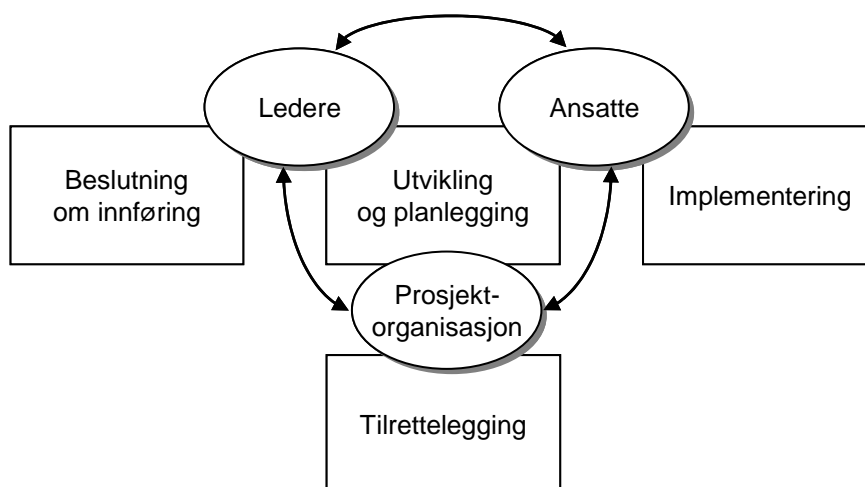 Ledere
Ansatte
Beslutning
om innføring
Utvikling
og planlegging
Implementering
Prosjekt-
organisasjon
Tilrettelegging